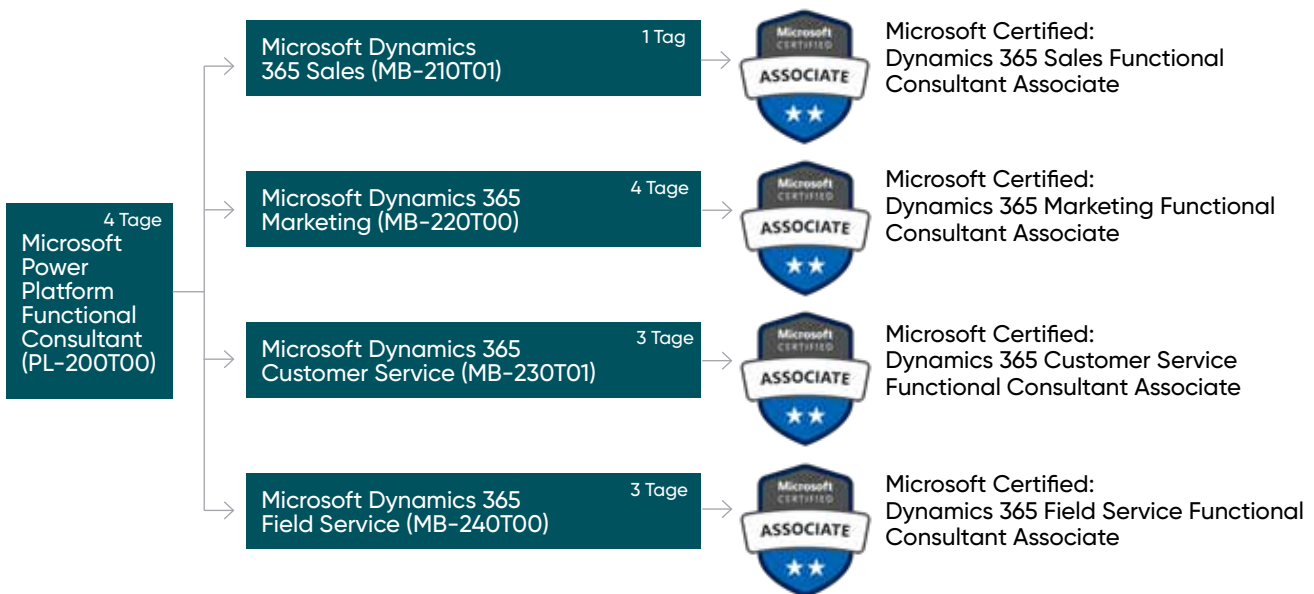 4 Tage
Microsoft
Power
Platform
Functional
Consultant
(PL-200T00)
1 Tag
Microsoft Dynamics
365 Sales (MB-210T01)
Microsoft
CERTIFIED
ASSOCIATE
Microsoft Certified:
Dynamics 365 Sales Functional
Consultant Associate
4 Tage
Microsoft Dynamics 365
Marketing (MB-220T00)
Microsoft
CERTIFIED
ASSOCIATE
Microsoft Certified:
Dynamics 365 Marketing Functional
Consultant Associate
3 Tage
Microsoft Dynamics 365
Customer Service (MB-230T01)
Microsoft
CERTIFIED
ASSOCIATE
Microsoft Certified:
Dynamics 365 Customer Service
Functional Consultant Associate
3 Tage
Microsoft Dynamics 365
Field Service (MB-240T00)
Microsoft
CERTIFIED
ASSOCIATE
Microsoft Certified:
Dynamics 365 Field Service Functional
Consultant Associate